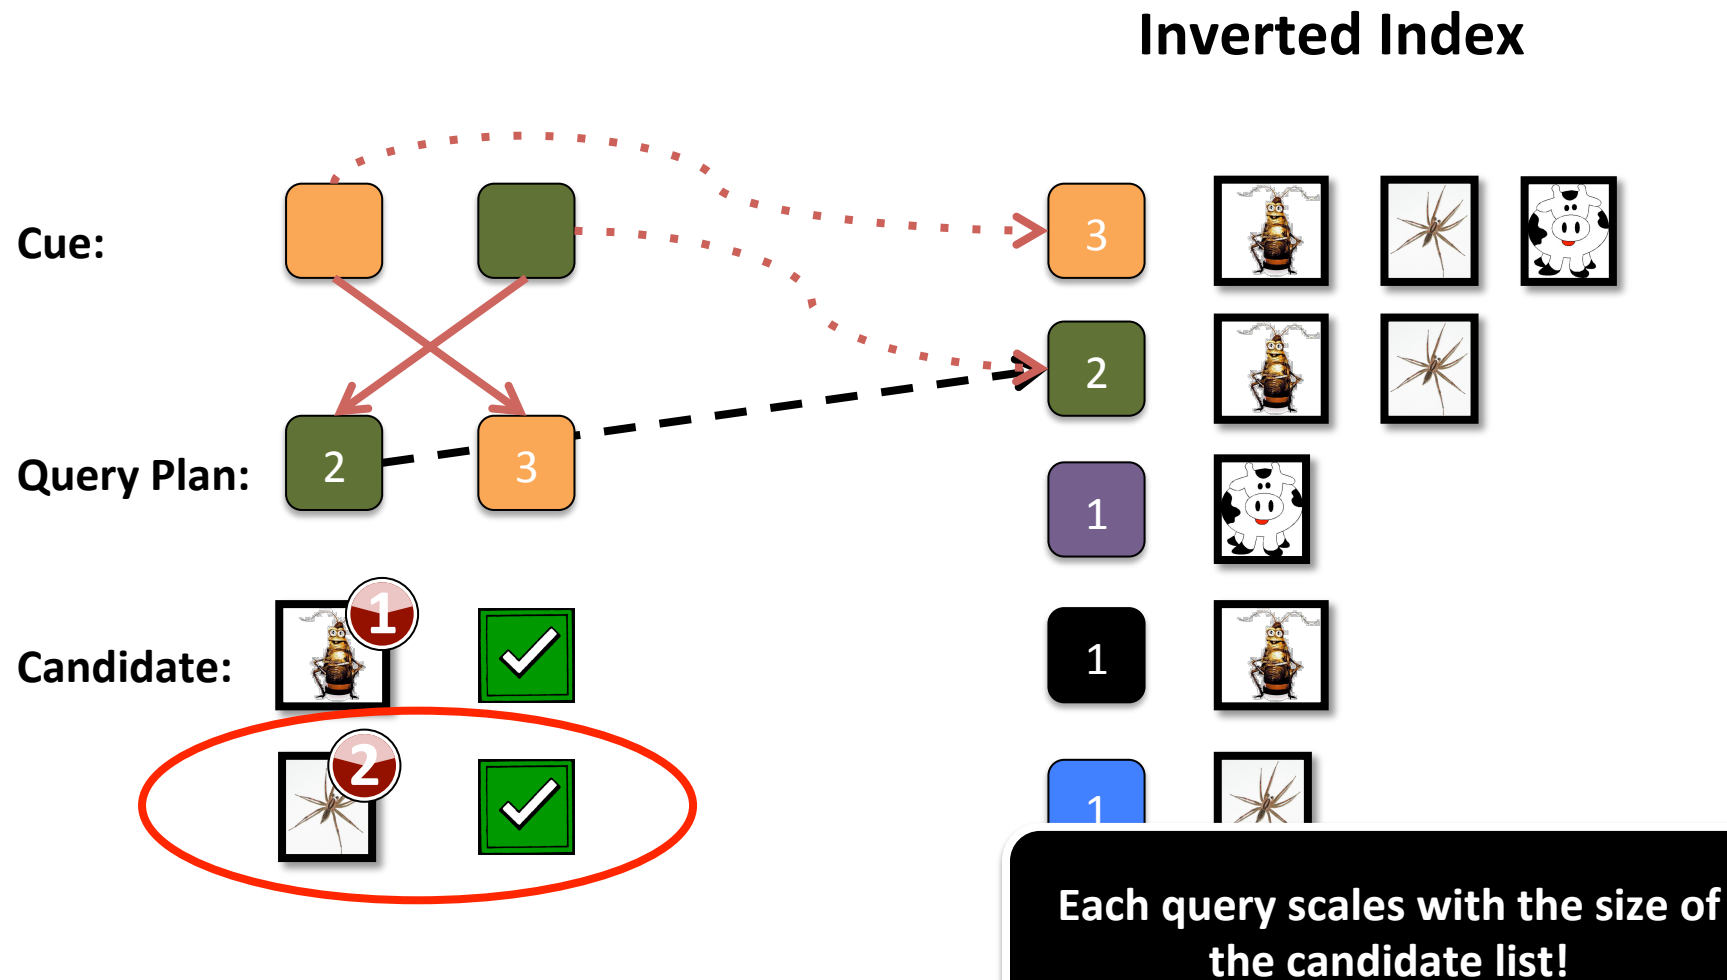 Inverted Index
Cue:
3
2
Query Plan:
2
3
1
Candidate:
1
1
2
1
Each query scales with the size of
the candidate list!